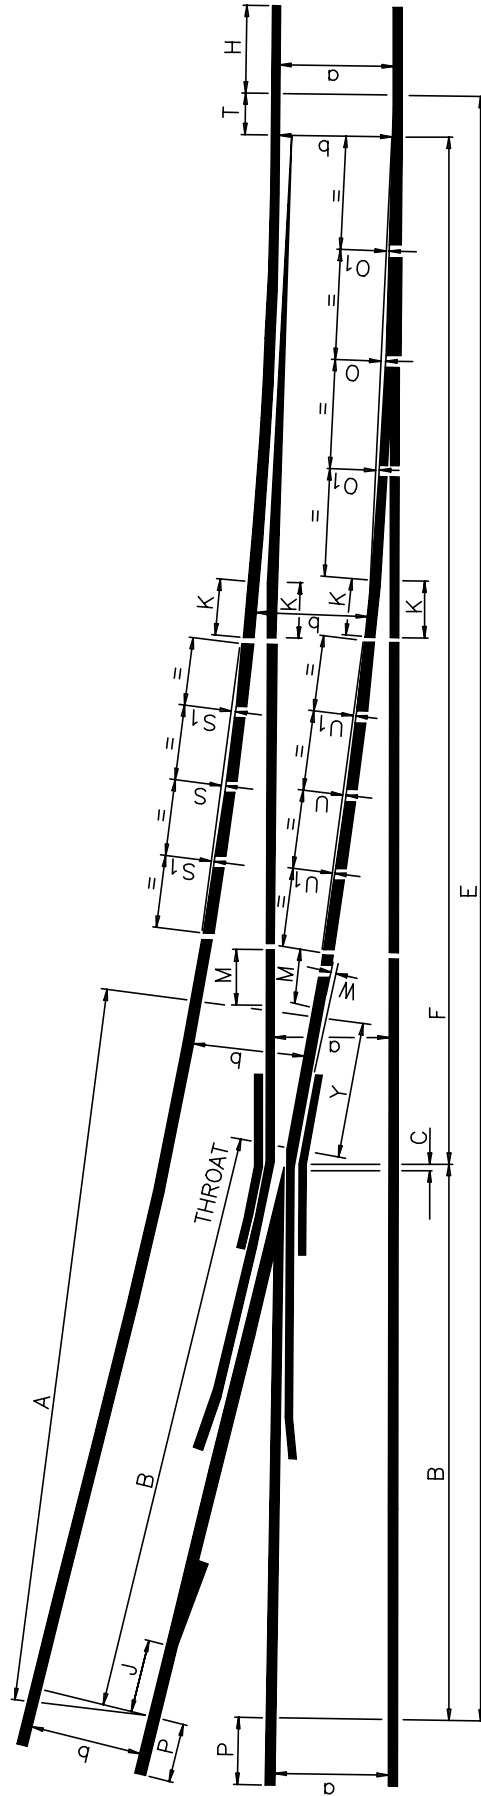 H
a
T
b
=
O1
=
O
=
O1
=
K
K
K
K
b
=
S1
=
S
=
S1
=
=
U1
=
U
=
U1
=
M
M
W
E
F
a
b
Y
C
THROAT
A
B
B
J
P
P
b
a